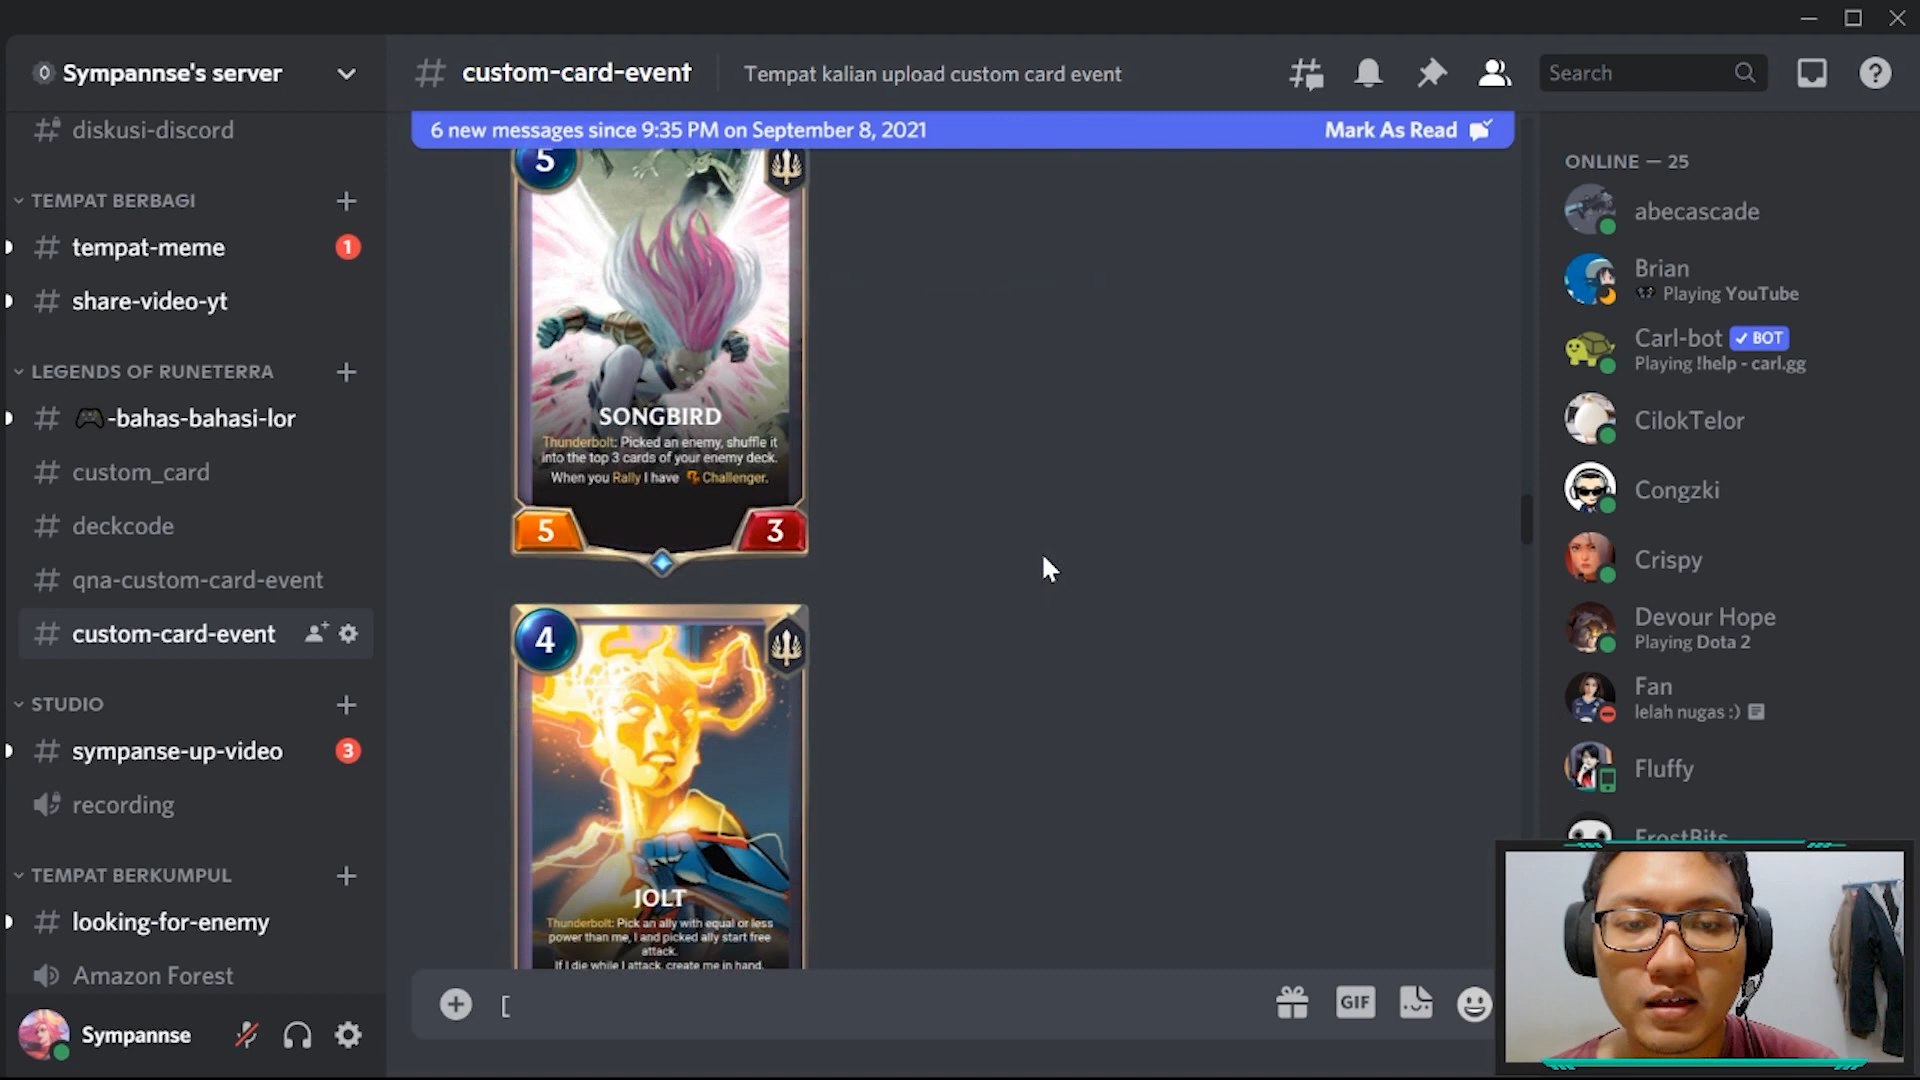 Sympannse's server
diskusi-discord
TEMPAT BERBAGI
tempat-meme
1
share-video-yt
LEGENDS OF RUNETERRA
-bahas-bahasi-lor
custom_card
deckcode
qna-custom-card-event
custom-card-event
STUDIO
sympanse-up-video
3
recording
TEMPAT BERKUMPUL
looking-for-enemy
Amazon Forest
Sympannse
custom-card-event
Tempat kalian upload custom card event
Search
6 new messages since 9:35 PM on September 8, 2021
Mark As Read
5
SONGBIRD
Thunderbolt: Picked an enemy, shuffle it
into the top 3 cards of your enemy deck.
When you Rally I have Challenger.
5
3
4
JOLT
Thunderbolt: Pick an ally with equal or less
power than me, I and picked ally start free
attack.
If I die while I attack, create me in hand.
[
GIF
ONLINE — 25
abecascade
Brian
Playing YouTube
Carl-bot
BOT
Playing !help - carl.gg
CilokTelor
Congzki
Crispy
Devour Hope
Playing Dota 2
Fan
lelah nugas :)
Fluffy
FrostBits